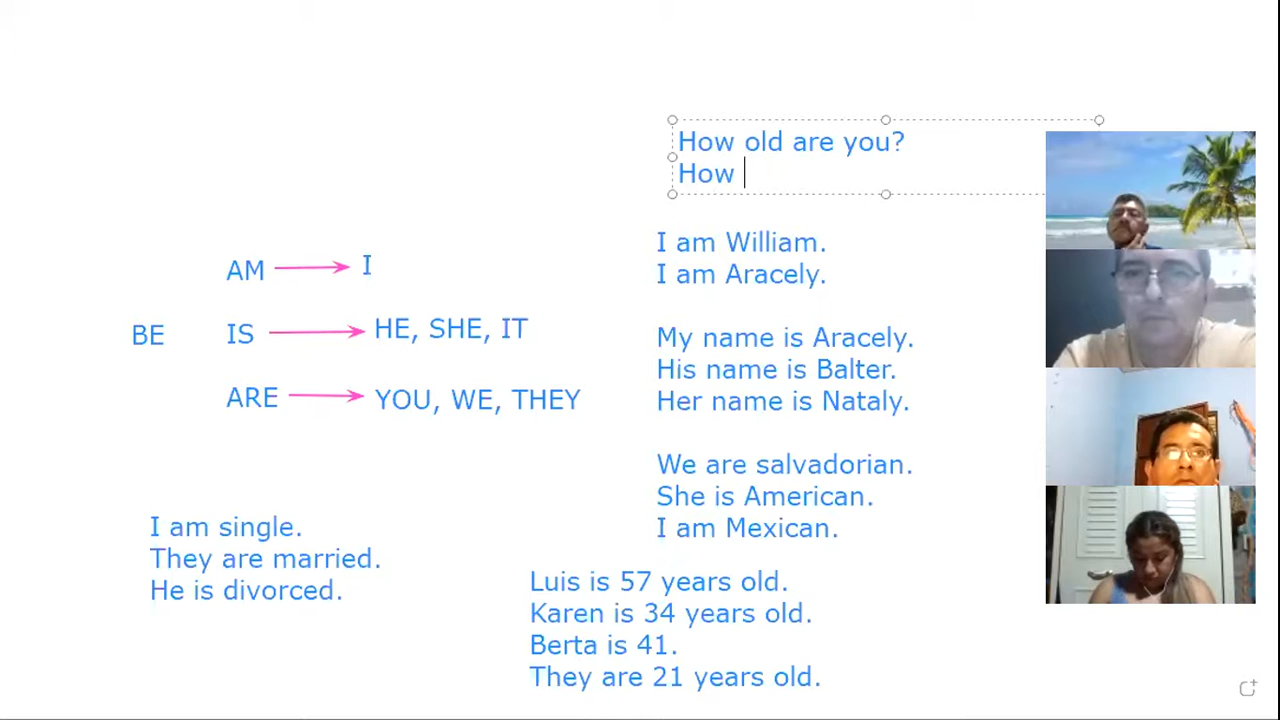 How old are you?
How
AM
I
BE
IS
HE, SHE, IT
ARE
YOU, WE, THEY
I am William.
I am Aracely.
My name is Aracely.
His name is Balter.
Her name is Nataly.
We are salvadorian.
She is American.
I am Mexican.
I am single.
They are married.
He is divorced.
Luis is 57 years old.
Karen is 34 years old.
Berta is 41.
They are 21 years old.